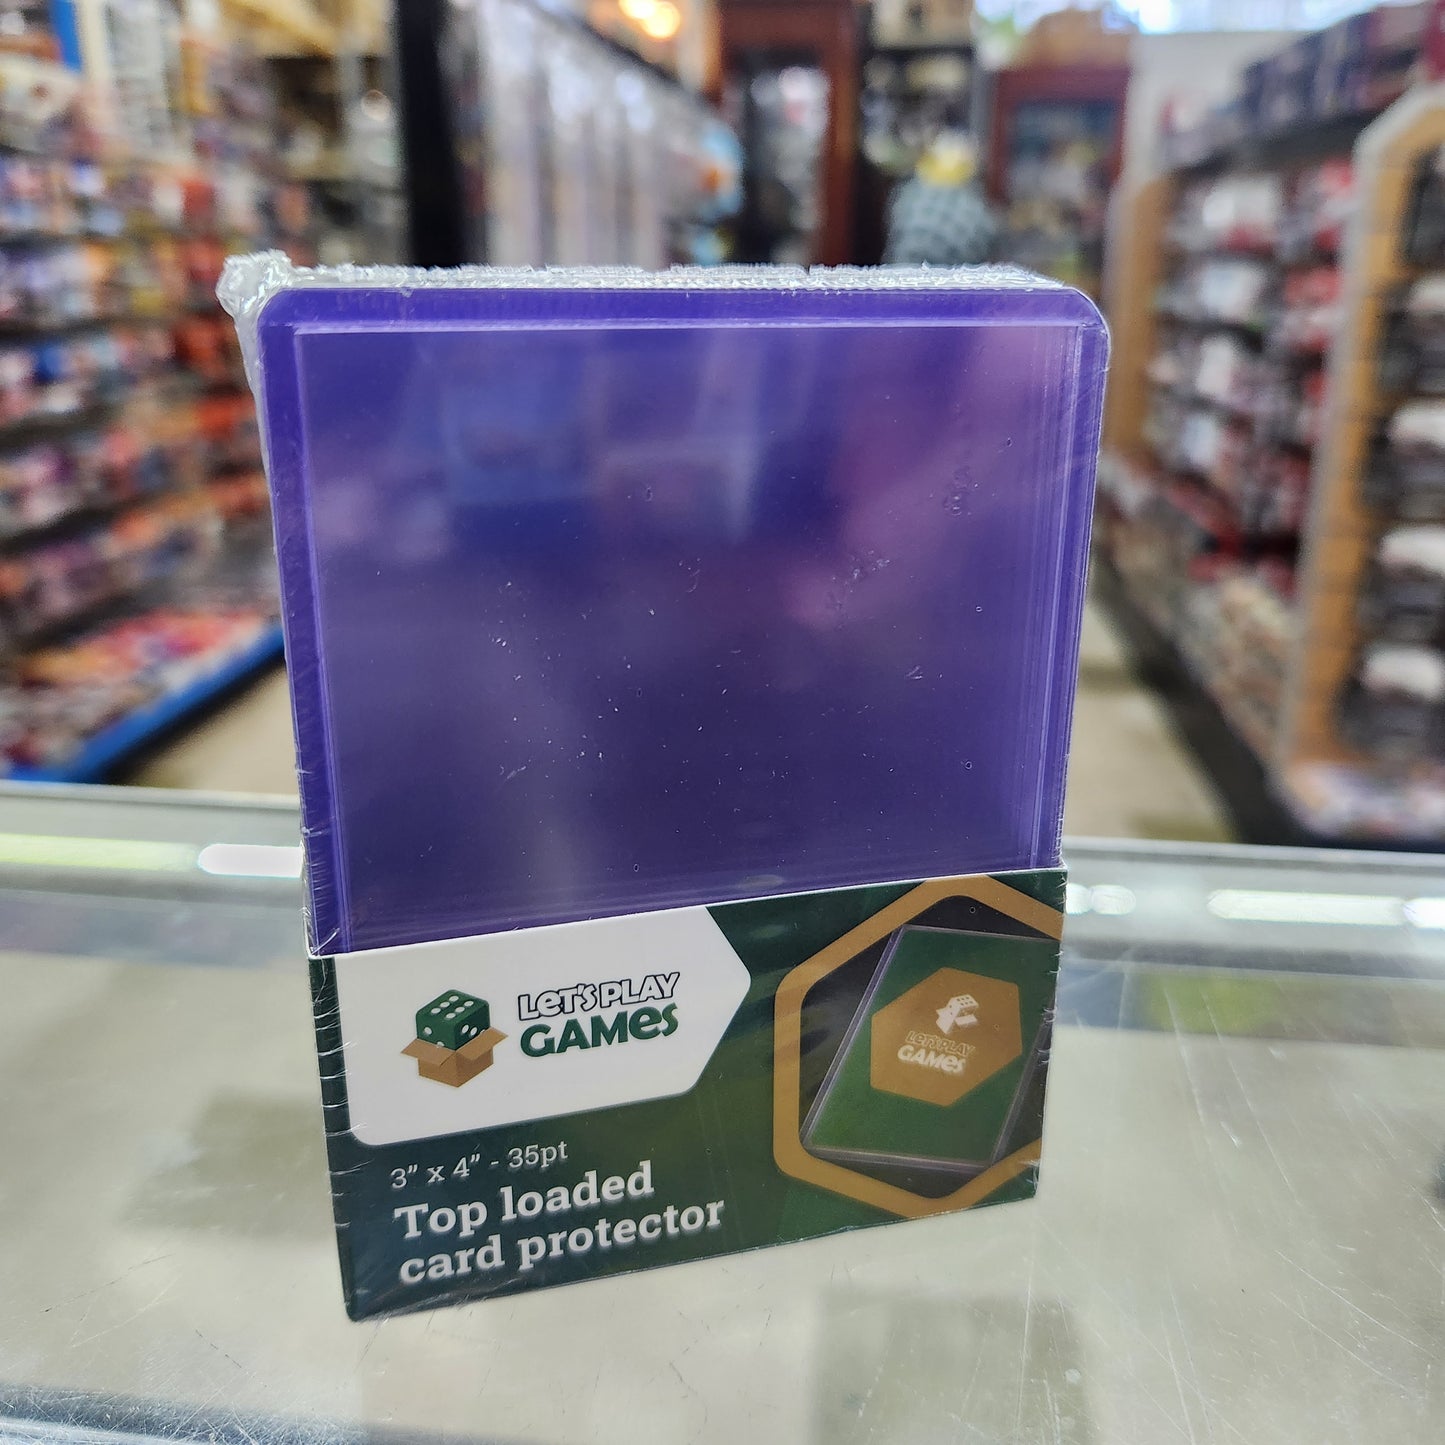 LET'S PLAY
GAMES
LET'S PLAY
GAMES
3” x 4” - 35pt
Top loaded
card protector